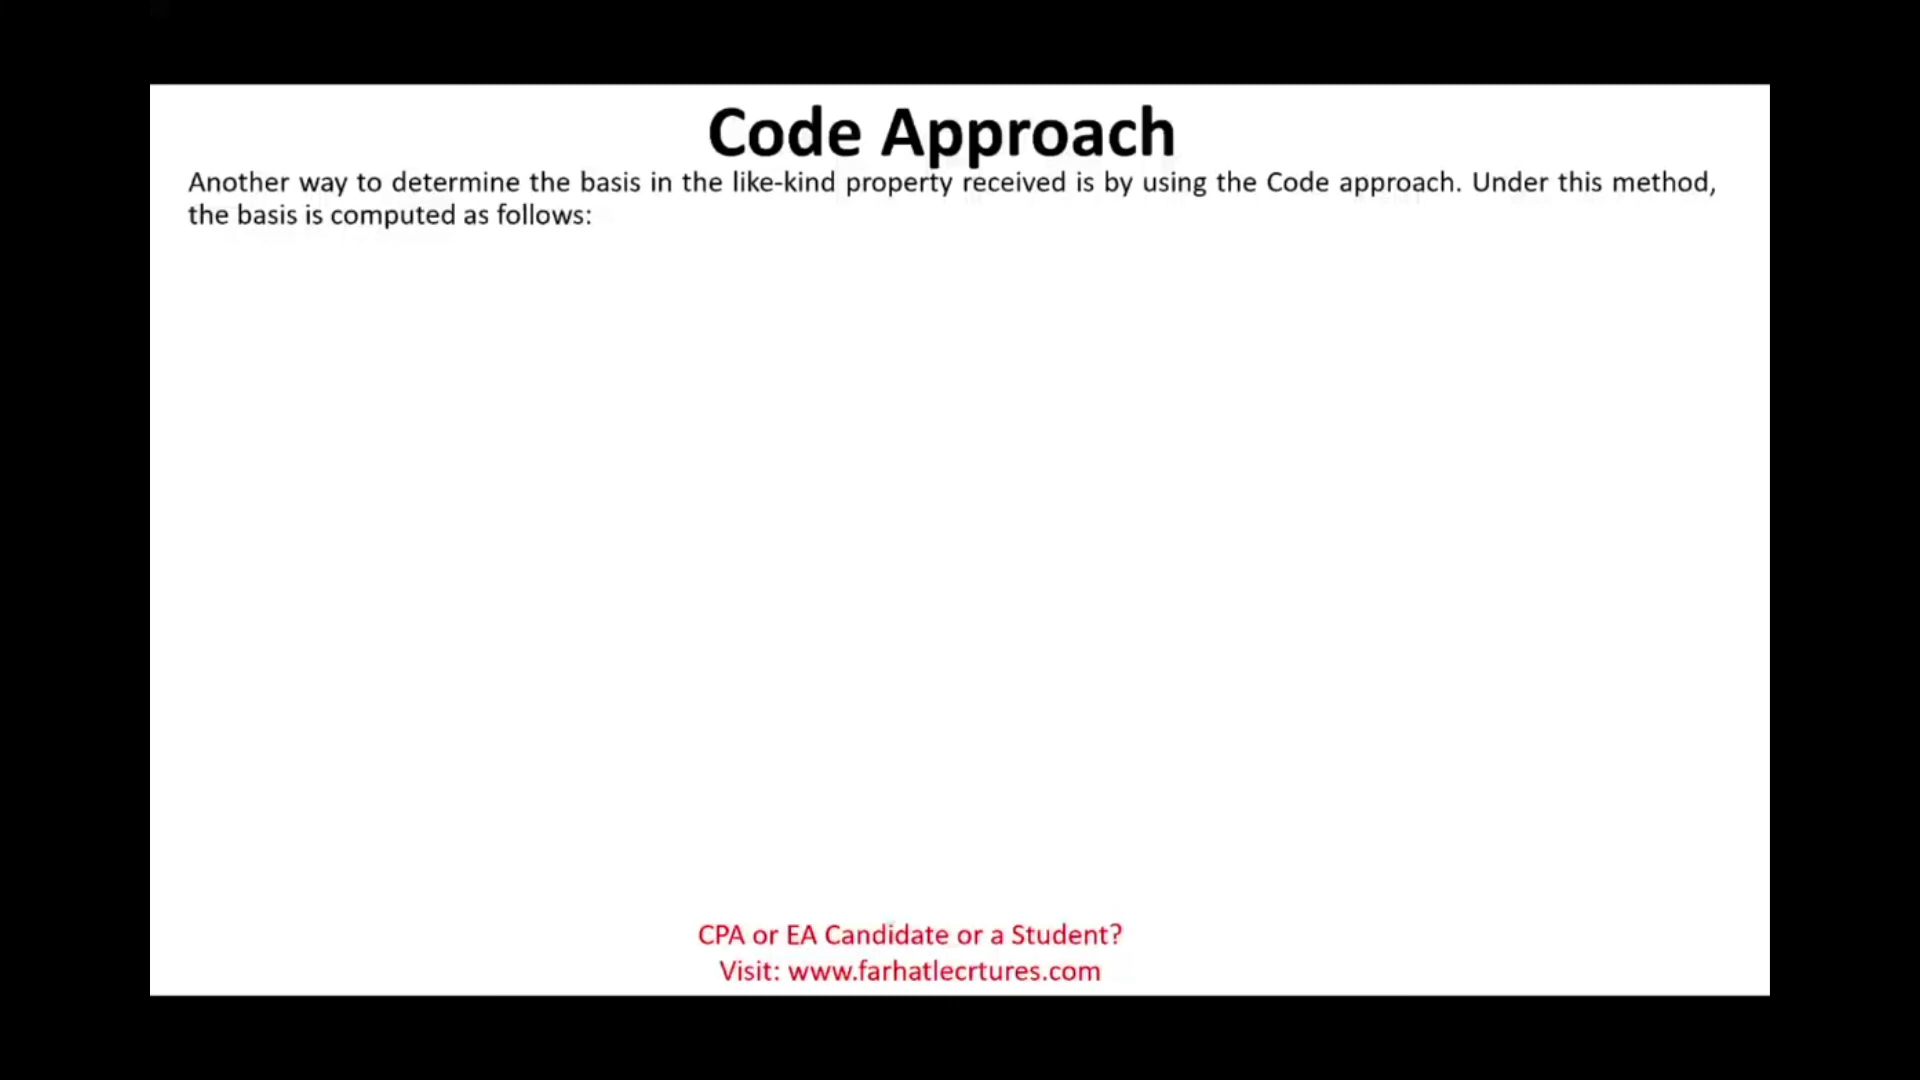 Code Approach
Another way to determine the basis in the like-kind property received is by using the Code approach. Under this method,
the basis is computed as follows:
CPA or EA Candidate or a Student?
Visit: www.farhatlecrtures.com